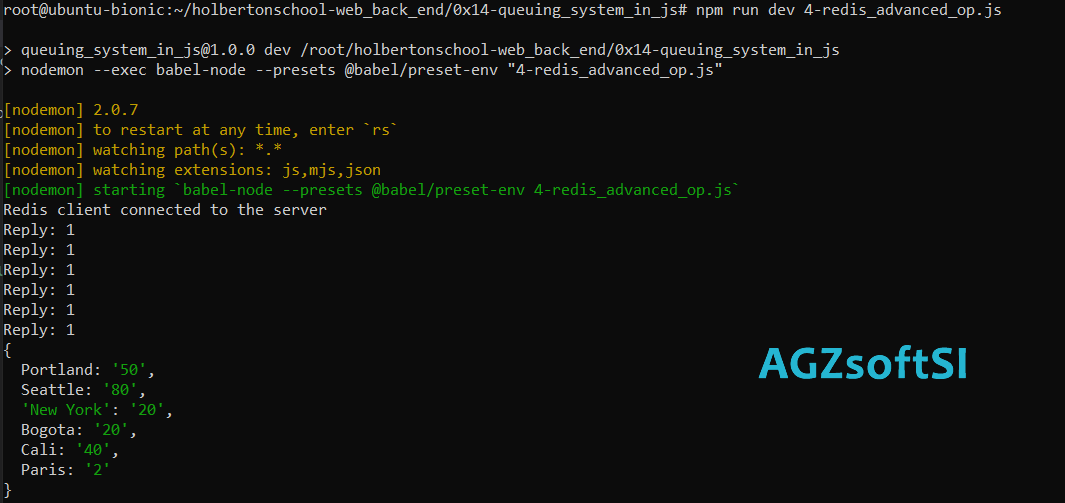 root@ubuntu-bionic:~/holbertonschool-web_back_end/0x14-queuing_system_in_js# npm run dev 4-redis_advanced_op.js
> queuing_system_in_js@1.0.0 dev /root/holbertonschool-web_back_end/0x14-queuing_system_in_js
> nodemon --exec babel-node --presets @babel/preset-env "4-redis_advanced_op.js"
[nodemon] 2.0.7
[nodemon] to restart at any time, enter `rs`
[nodemon] watching path(s): *.*
[nodemon] watching extensions: js,mjs,json
[nodemon] starting `babel-node --presets @babel/preset-env 4-redis_advanced_op.js`
Redis client connected to the server
Reply: 1
Reply: 1
Reply: 1
Reply: 1
Reply: 1
Reply: 1
{
  Portland: '50',
  Seattle: '80',
  'New York': '20',
  Bogota: '20',
  Cali: '40',
  Paris: '2'
}
AGZsoftSI